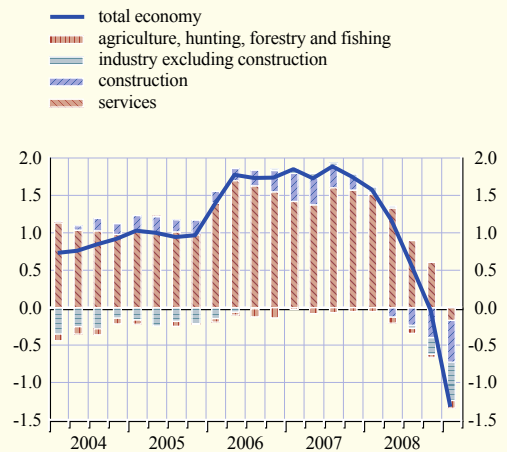 total economy
agriculture, hunting, forestry and fishing
industry excluding construction
construction
services
2.0 2.0
1.5 1.5
1.0 1.0
0.5 0.5
0.0 0.0
-0.5 -0.5
-1.0 -1.0
-1.5 -1.5
2004 2005 2006 2007 2008